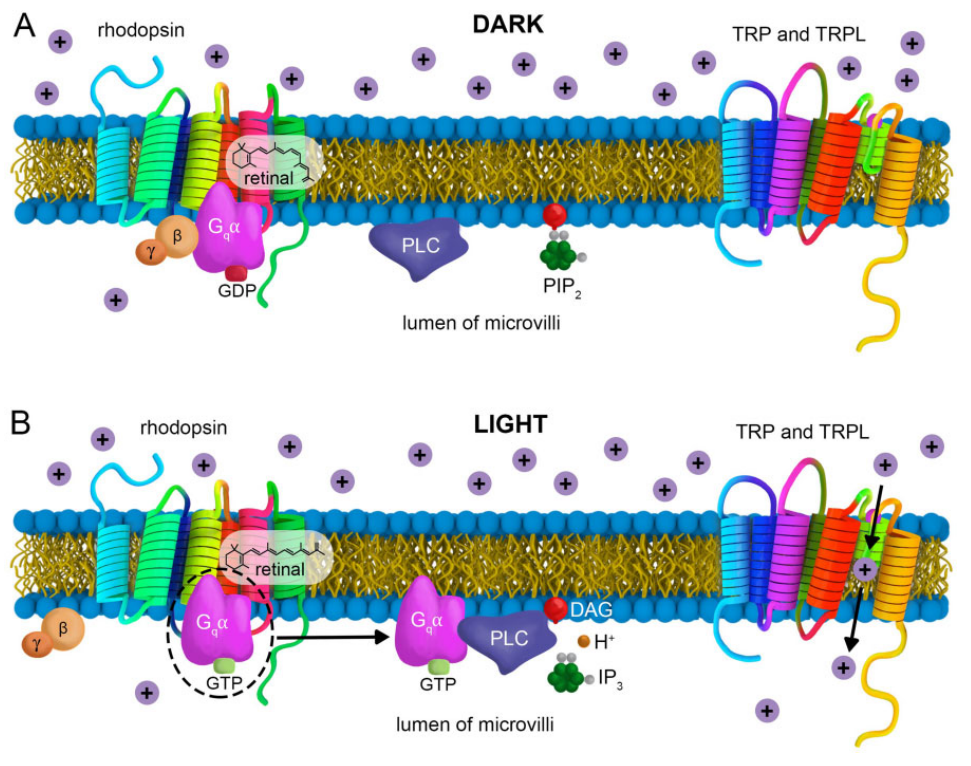 A
DARK
rhodopsin
TRP and TRPL
+ + + + + + + + + + + + + +
retinal
Gqα
β
γ
GDP
PLC
PIP2
+
lumen of microvilli
B
LIGHT
rhodopsin
TRP and TRPL
+ + + + + + + + + + + + +
retinal
+
Gqα
β
γ
GTP
Gqα
GTP
PLC
DAG
H+
IP3
+
+
+
lumen of microvilli